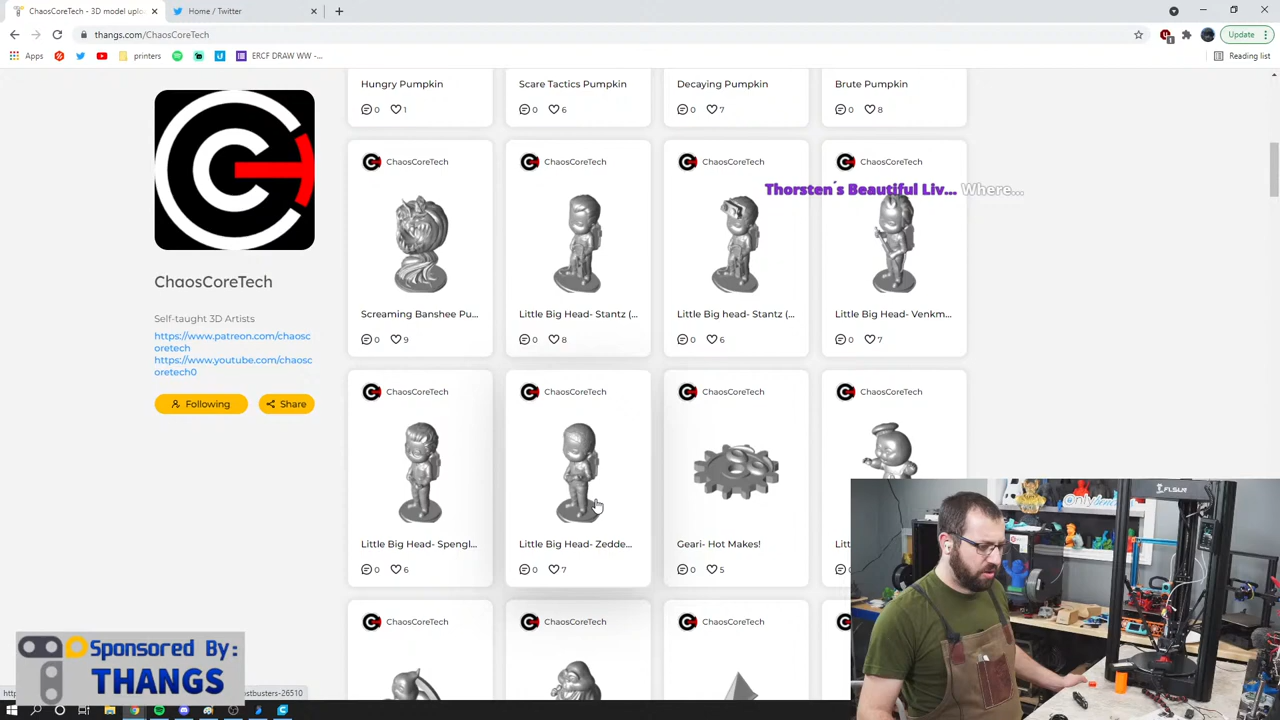 ChaosCoreTech - 3D model uplo
Home / Twitter
thangs.com/ChaosCoreTech
Update
Apps
printers
ERCF DRAW WW -...
Reading list
Hungry Pumpkin
Scare Tactics Pumpkin
Decaying Pumpkin
Brute Pumpkin
0 1
0 6
0 7
0 8
ChaosCoreTech
ChaosCoreTech
ChaosCoreTech
ChaosCoreTech
Thorsten´s Beautiful Liv... Where...
ChaosCoreTech
Self-taught 3D Artists
https://www.patreon.com/chaosc
oretech
https://www.youtube.com/chaosc
oretech0
Following
Share
Screaming Banshee Pu...
Little Big Head- Stantz (...
Little Big head- Stantz (...
Little Big Head- Venkm...
0 9
0 8
0 6
0 7
ChaosCoreTech
ChaosCoreTech
ChaosCoreTech
ChaosCoreTech
Little Big Head- Spengl...
Little Big Head- Zedde...
Geari- Hot Makes!
0 6
0 7
0 5
0
ChaosCoreTech
ChaosCoreTech
ChaosCoreTech
Sponsored By:
THANGS
ostbusters-26510
FLSUN